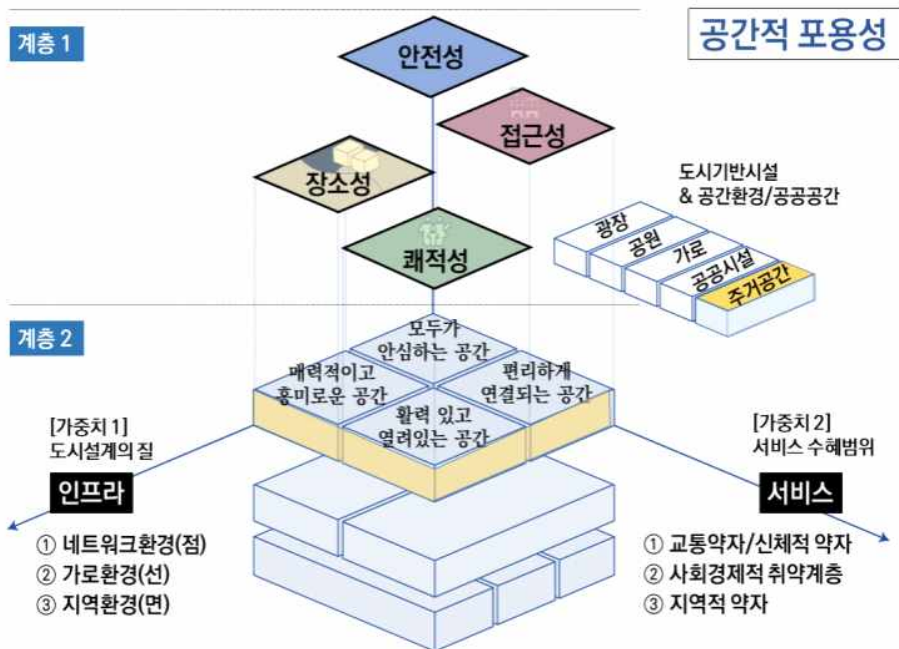 계층 1
공간적 포용성
안전성
접근성
장소성
쾌적성
도시기반시설
& 공간환경/공공공간
광장
공원
가로
공공시설
주거공간
계층 2
모두가
안심하는 공간
매력적이고
흥미로운 공간
편리하게
연결되는 공간
활력 있고
열려있는 공간
[가중치 1]
도시설계의 질
인프라
① 네트워크환경(점)
② 가로환경(선)
③ 지역환경(면)
[가중치 2]
서비스 수혜범위
서비스
① 교통약자/신체적 약자
② 사회경제적 취약계층
③ 지역적 약자